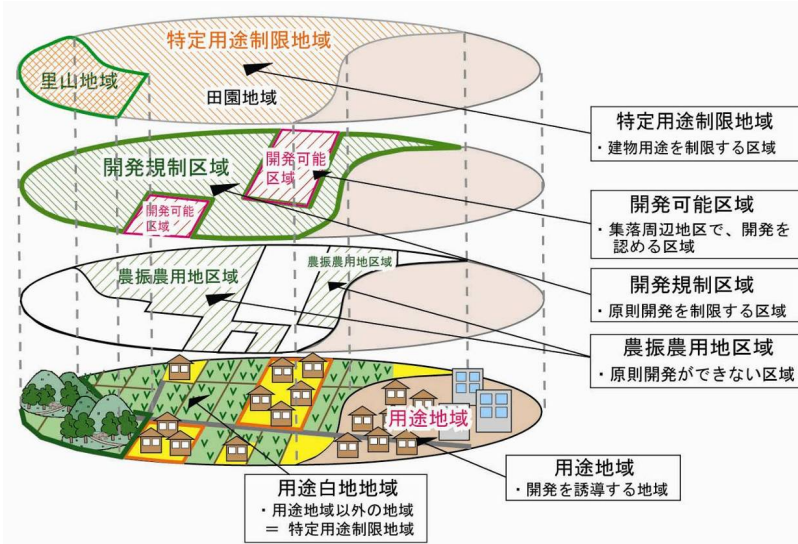 特定用途制限地域
里山地域
田園地域
特定用途制限地域
・建物用途を制限する区域
開発規制区域
開発可能
区域
開発可能
区域
開発可能区域
・集落周辺地区で、開発を
認める区域
農振農用地区域
農振農用地区域
開発規制区域
・原則開発を制限する区域
農振農用地区域
・原則開発ができない区域
用途地域
用途地域
・開発を誘導する地域
用途白地地域
・用途地域以外の地域
＝ 特定用途制限地域